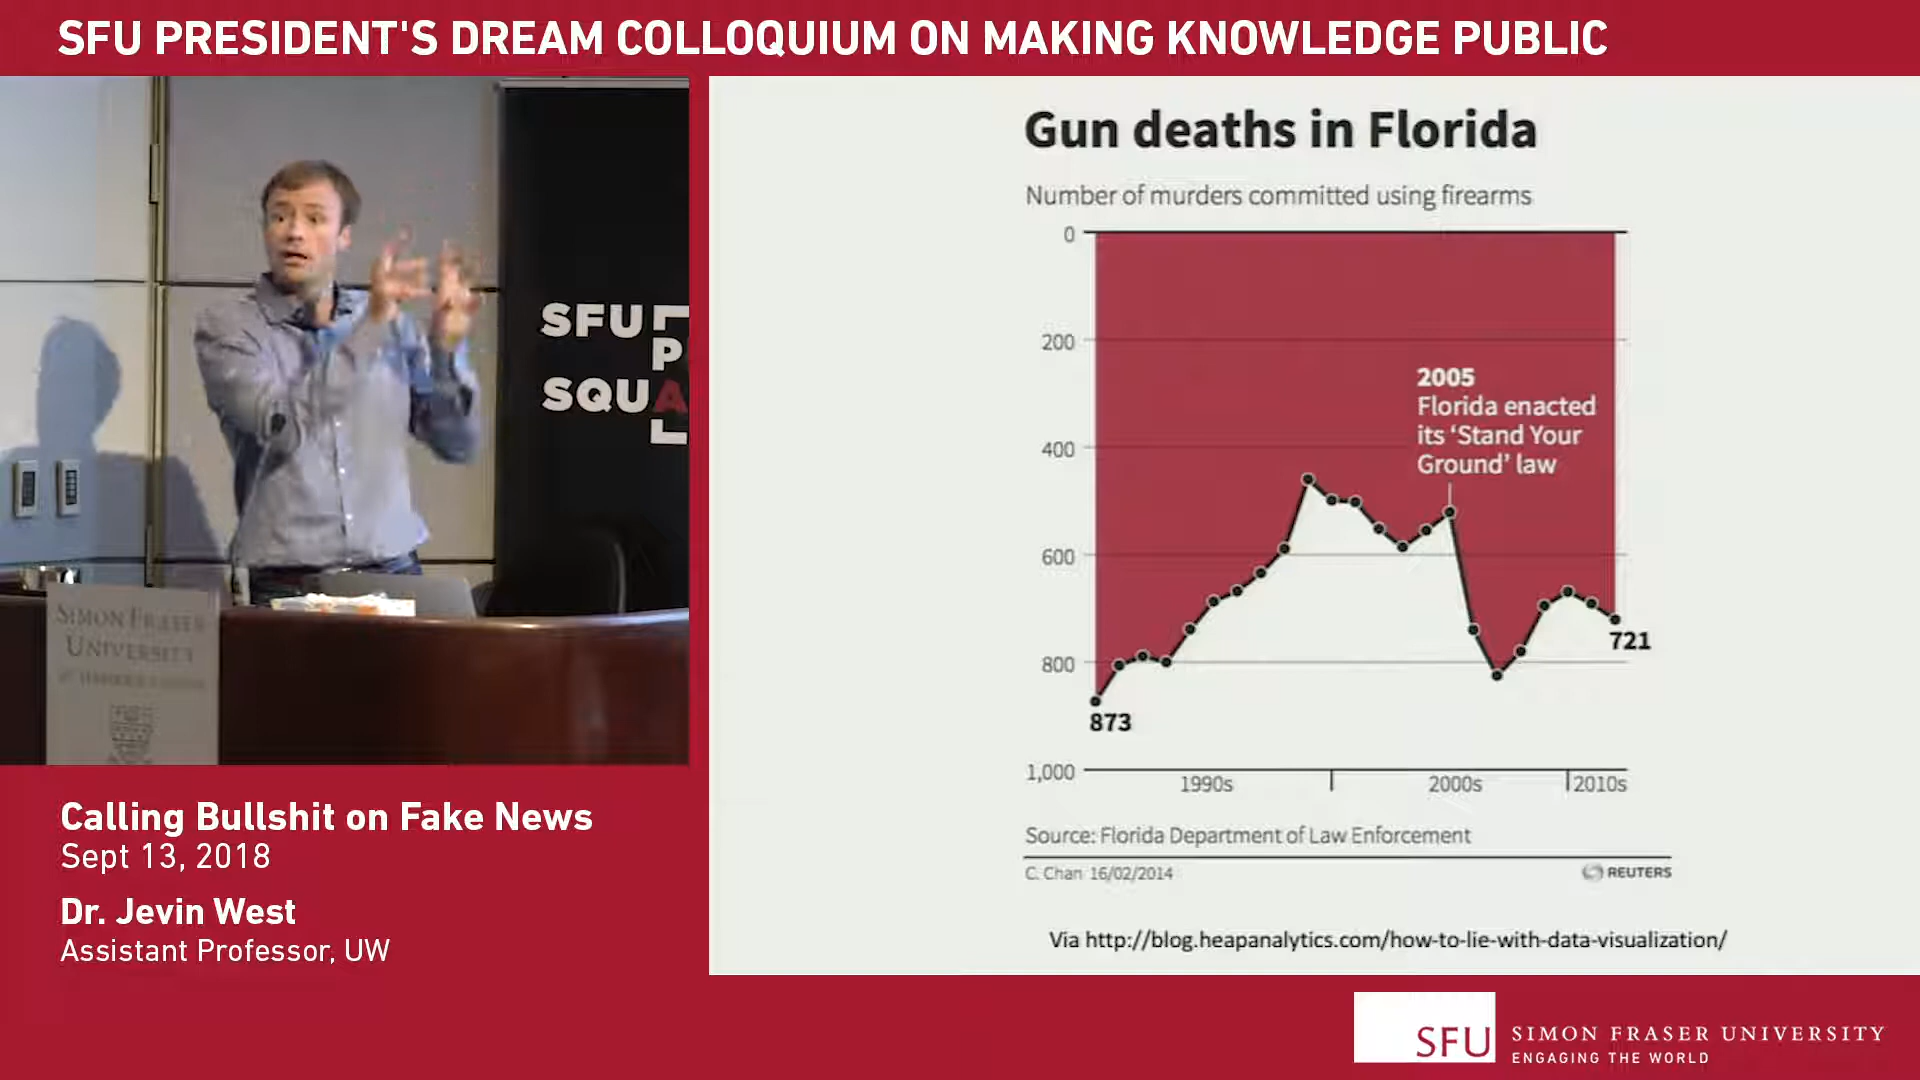 SFU PRESIDENT'S DREAM COLLOQUIUM ON MAKING KNOWLEDGE PUBLIC
SFU
P
SQUA
SIMON FRASER
UNIVERSITY
Calling Bullshit on Fake News
Sept 13, 2018
Dr. Jevin West
Assistant Professor, UW
Gun deaths in Florida
Number of murders committed using firearms
0
200
400
600
800
1,000
2005
Florida enacted
its ‘Stand Your
Ground’ law
873
721
1990s
2000s
2010s
Source: Florida Department of Law Enforcement
C. Chan 16/02/2014
REUTERS
Via http://blog.heapanalytics.com/how-to-lie-with-data-visualization/
SFU
SIMON FRASER UNIVERSITY
ENGAGING THE WORLD